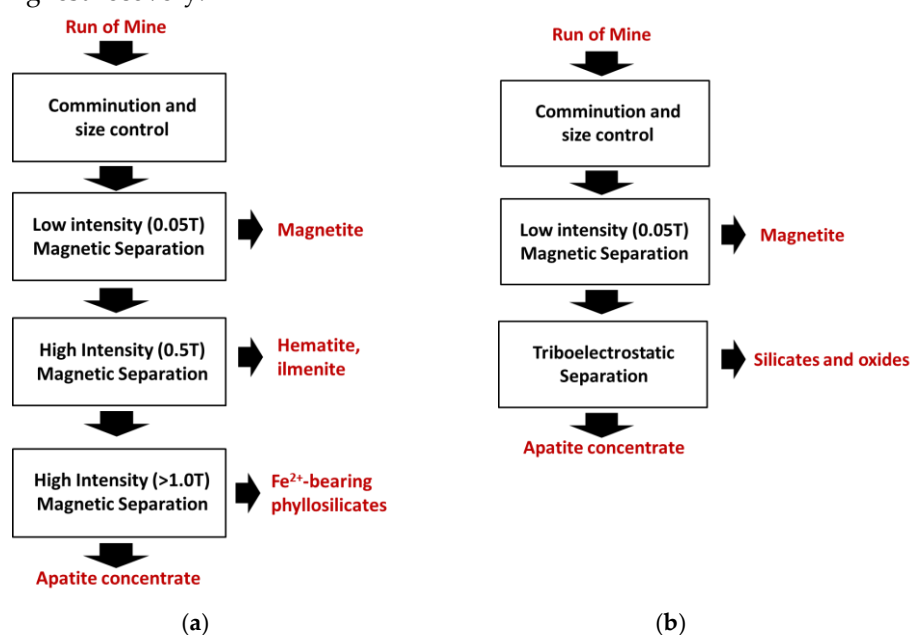 Run of Mine
Comminution and
size control
Low intensity (0.05T)
Magnetic Separation
Magnetite
High Intensity (0.5T)
Magnetic Separation
Hematite,
ilmenite
High Intensity (>1.0T)
Magnetic Separation
Fe²⁺-bearing
phyllosilicates
Apatite concentrate
(a)
Run of Mine
Comminution and
size control
Low intensity (0.05T)
Magnetic Separation
Magnetite
Triboelectrostatic
Separation
Silicates and oxides
Apatite concentrate
(b)